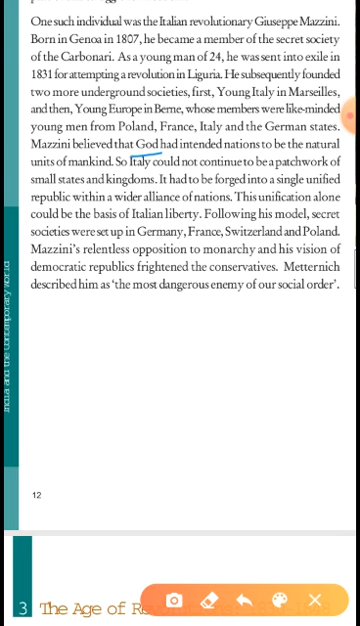 One such individual was the Italian revolutionary Giuseppe Mazzini.
Born in Genoa in 1807, he became a member of the secret society
of the Carbonari. As a young man of 24, he was sent into exile in
1831 for attempting a revolution in Liguria. He subsequently founded
two more underground societies, first, Young Italy in Marseilles,
and then, Young Europe in Berne, whose members were like-minded
young men from Poland, France, Italy and the German states.
Mazzini believed that God had intended nations to be the natural
units of mankind. So Italy could not continue to be a patchwork of
small states and kingdoms. It had to be forged into a single unified
republic within a wider alliance of nations. This unification alone
could be the basis of Italian liberty. Following his model, secret
societies were set up in Germany, France, Switzerland and Poland.
Mazzini's relentless opposition to monarchy and his vision of
democratic republics frightened the conservatives. Metternich
described him as 'the most dangerous enemy of our social order'.
India and the Contemporary World
12
3 The Age of